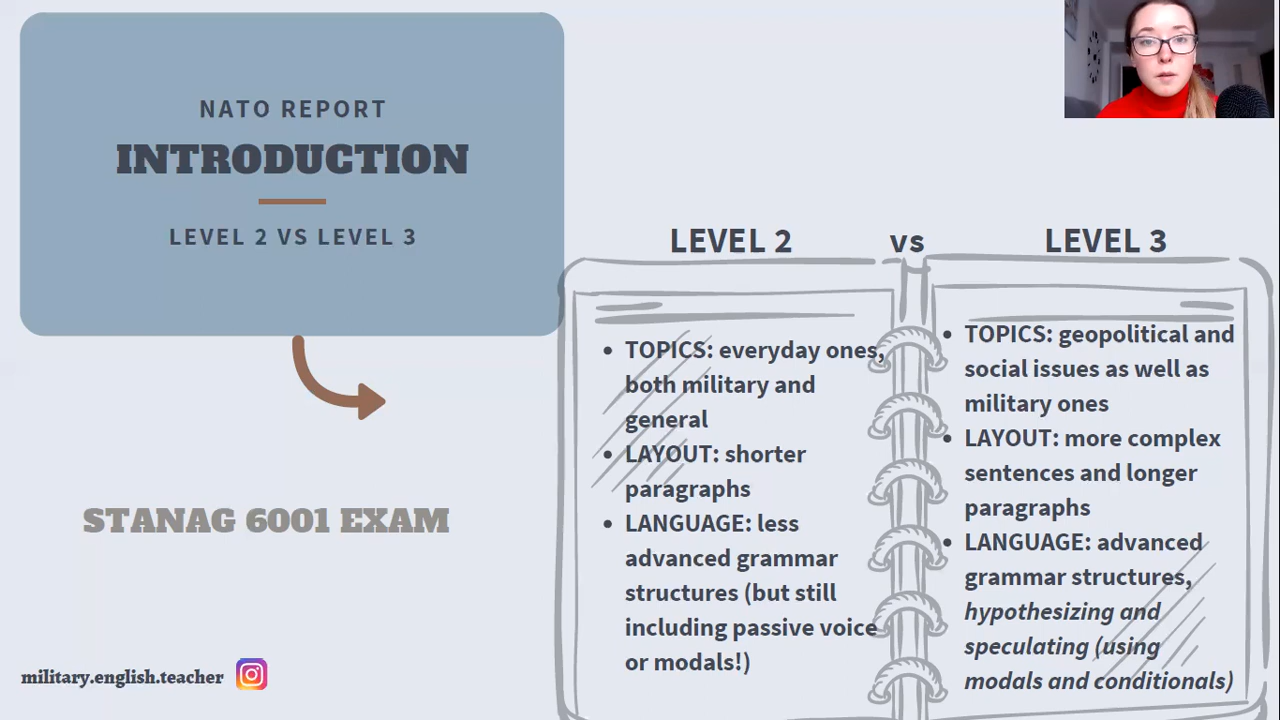 NATO REPORT
INTRODUCTION
LEVEL 2 VS LEVEL 3
STANAG 6001 EXAM
military.english.teacher
LEVEL 2
vs
LEVEL 3
• TOPICS: everyday ones,
both military and
general
• LAYOUT: shorter
paragraphs
• LANGUAGE: less
advanced grammar
structures (but still
including passive voice
or modals!)
• TOPICS: geopolitical and
social issues as well as
military ones
• LAYOUT: more complex
sentences and longer
paragraphs
• LANGUAGE: advanced
grammar structures,
hypothesizing and
speculating (using
modals and conditionals)